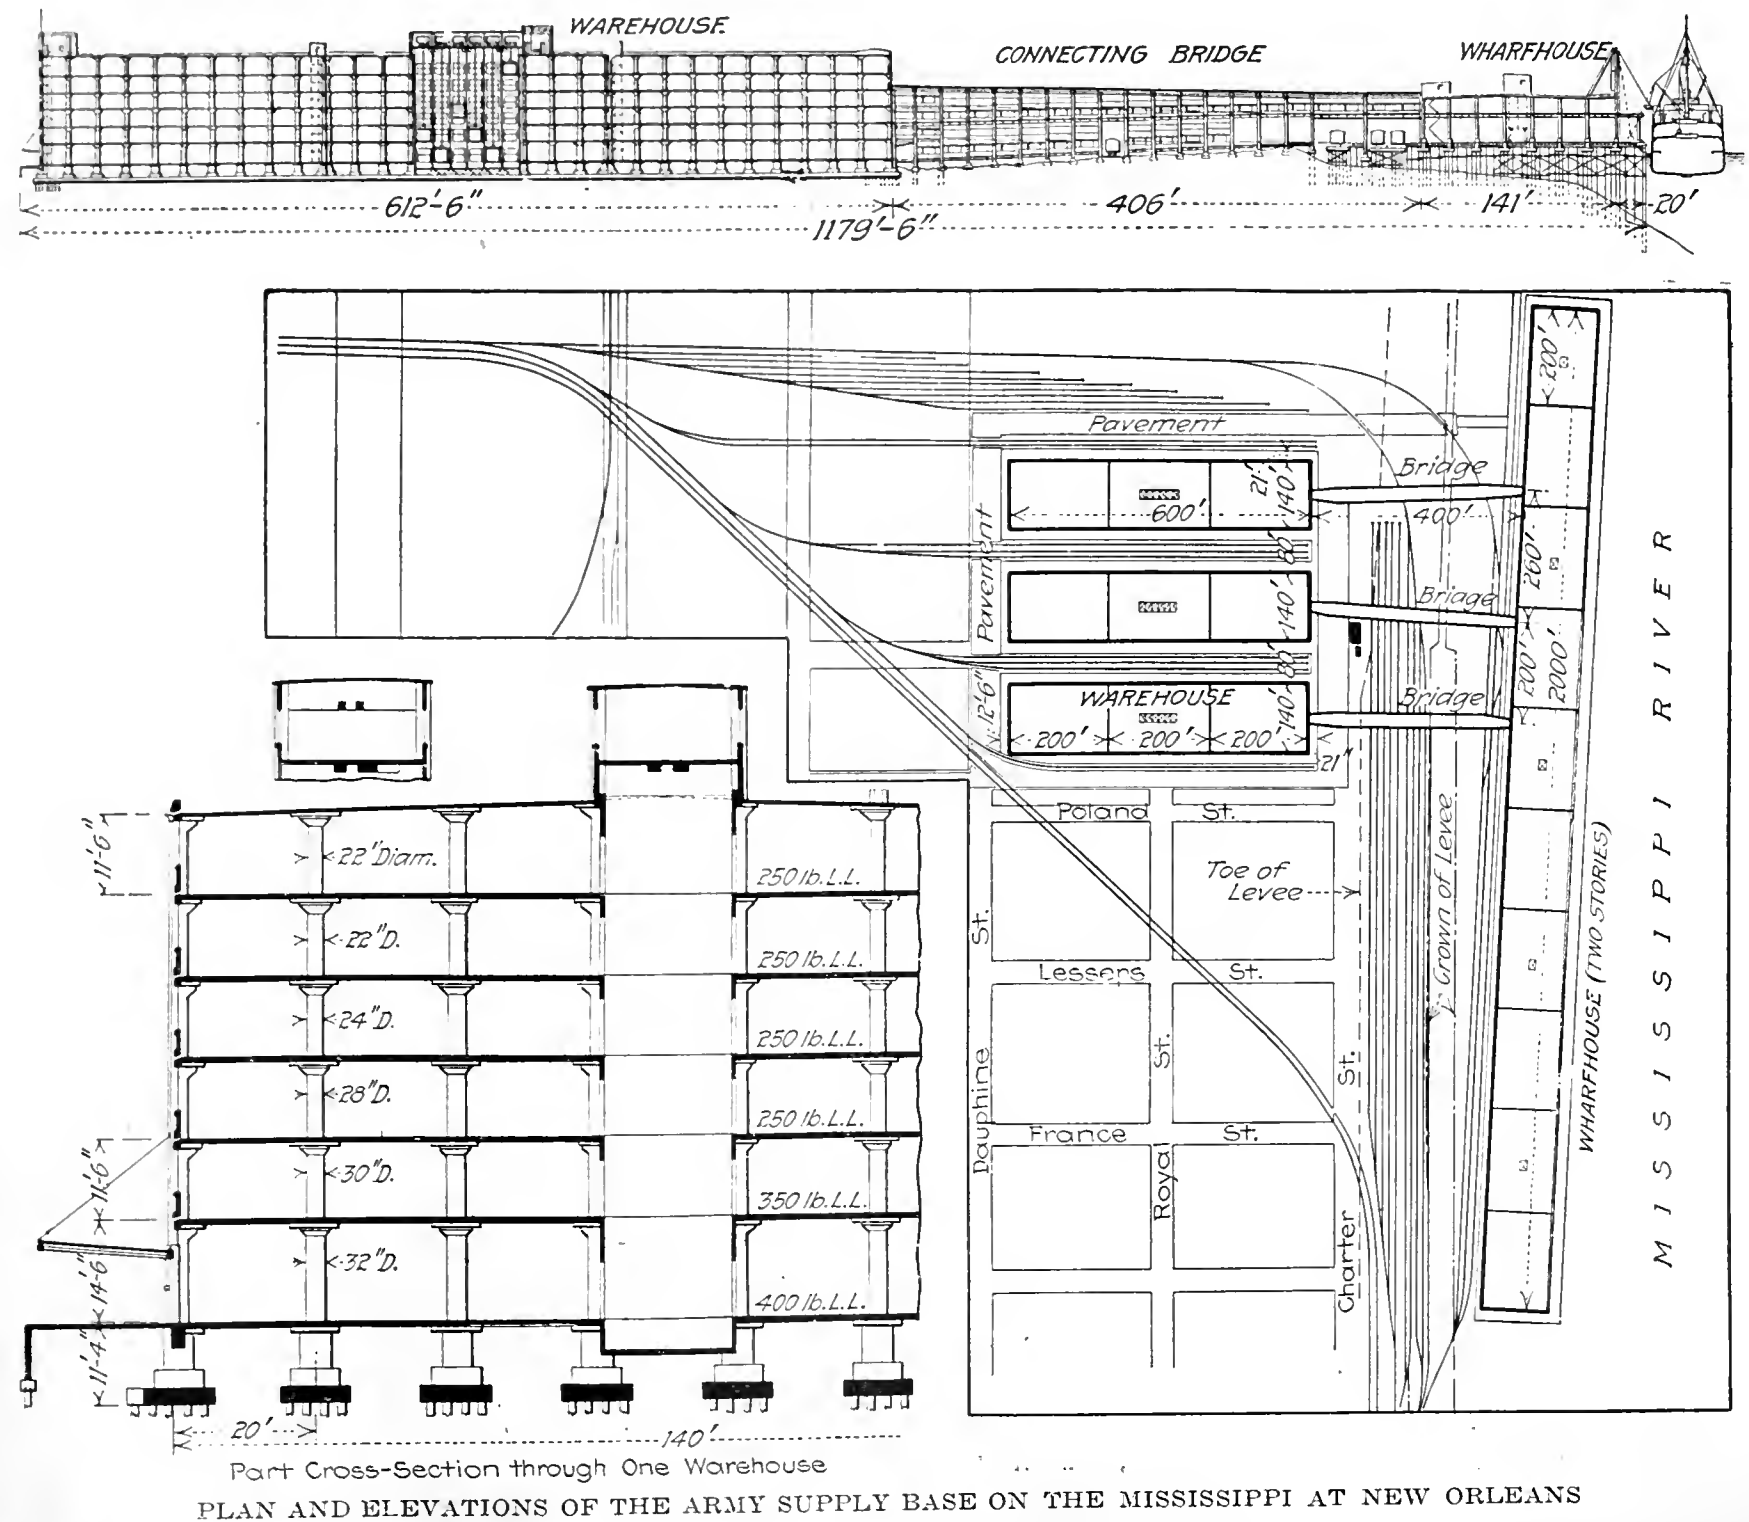 WAREHOUSE
CONNECTING BRIDGE
WHARFHOUSE
612'-6"
406'
141'
20'
1179'-6"
200'
Pavement
Bridge
21'
140'
600'
400'
Pavement
80'
260'
140'
Bridge
80'
200'
2000'
WAREHOUSE
Bridge
12'-6"
140'
200'
200'
200'
21"
MISSISSIPPI RIVER
Poland St.
Toe of
Levee
Crown of Levee
WHARFHOUSE (TWO STORIES)
Lessers St.
Dauphine St.
Royal St.
Charter St.
France St.
11'-6"
22" Diam.
250 lb. L.L.
22" D.
250 lb. L.L.
24" D.
250 lb. L.L.
28" D.
250 lb. L.L.
11'-6"
30" D.
350 lb. L.L.
14'-6"
32" D.
400 lb. L.L.
11'-4"
20'
140'
Part Cross-Section through One Warehouse
PLAN AND ELEVATIONS OF THE ARMY SUPPLY BASE ON THE MISSISSIPPI AT NEW ORLEANS